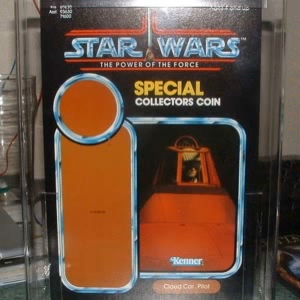 STAR WARS
THE POWER OF THE FORCE
SPECIAL
COLLECTORS COIN
Kenner
Cloud Car Pilot